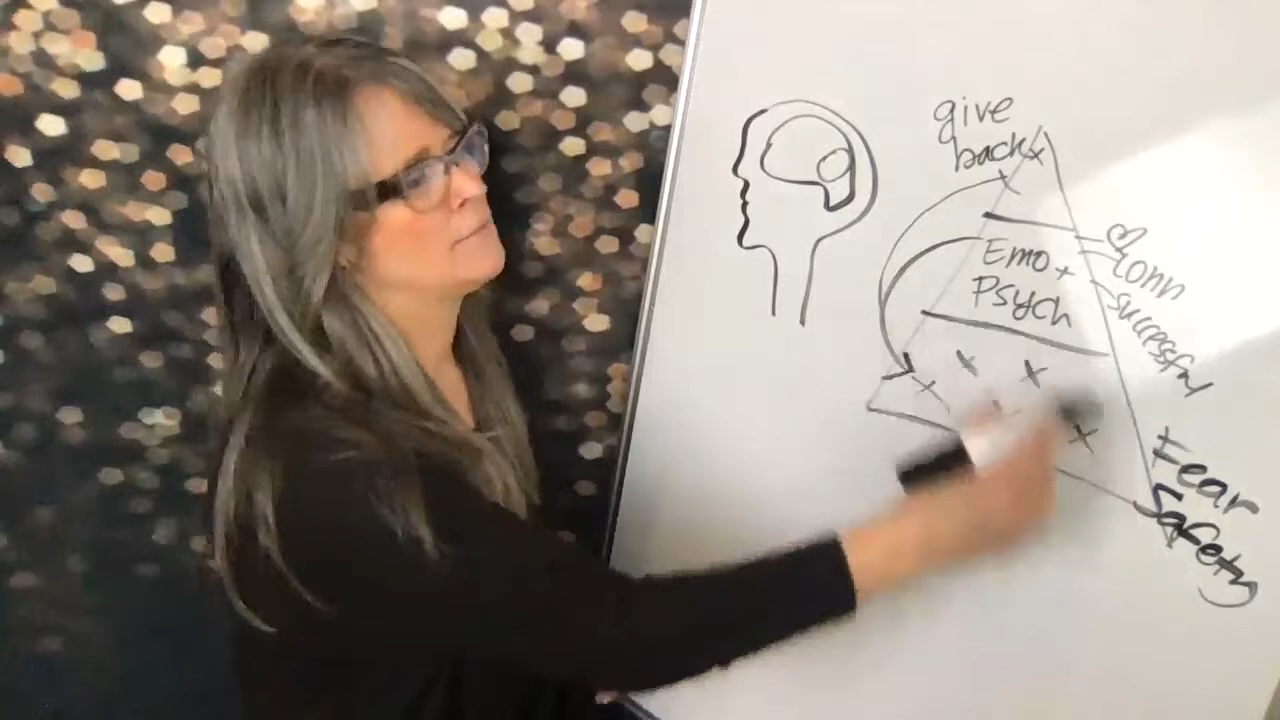 give
back
Emo +
Psych
Conn
successful
Fear
Safety